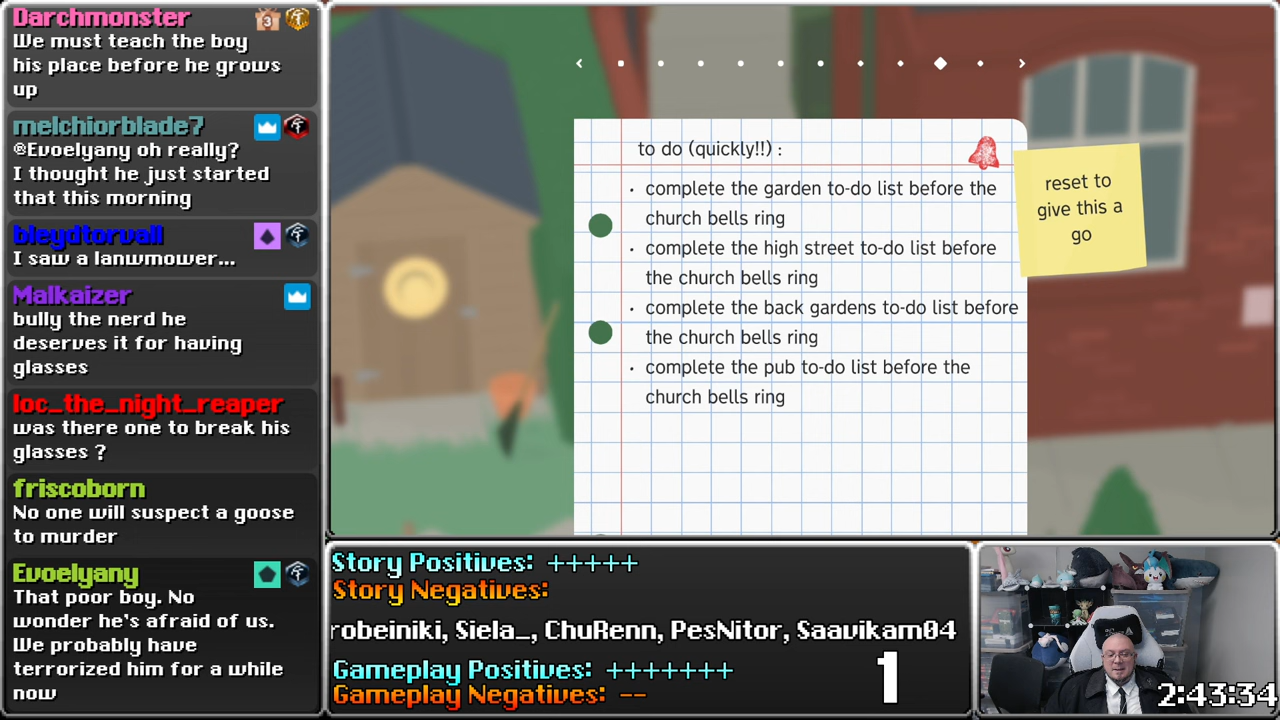 Darchmonster
3
We must teach the boy
his place before he grows
up
melchiorblade7
@Evoelyany oh really?
I thought he just started
that this morning
bleydtorvall
I saw a lanwmower...
Malkaizer
bully the nerd he
deserves it for having
glasses
loc_the_night_reaper
was there one to break his
glasses ?
friscoborn
No one will suspect a goose
to murder
Evoelyany
That poor boy. No
wonder he's afraid of us.
We probably have
terrorized him for a while
now
to do (quickly!!) :
• complete the garden to-do list before the
church bells ring
• complete the high street to-do list before
the church bells ring
• complete the back gardens to-do list before
the church bells ring
• complete the pub to-do list before the
church bells ring
reset to
give this a
go
Story Positives: +++++
Story Negatives:
robeiniki, Siela_, ChuRenn, PesNitor, Saavikam04
Gameplay Positives: +++++++
Gameplay Negatives: --
1
2:43:34